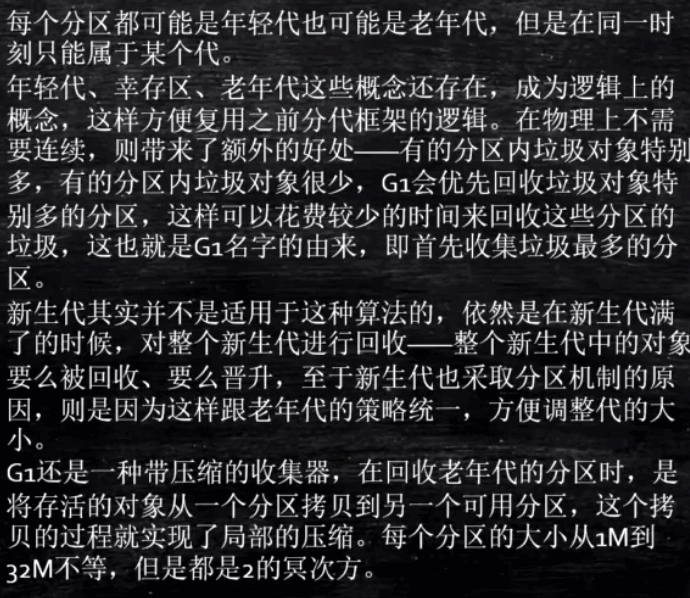 每个分区都可能是年轻代也可能是老年代，但是在同一时
刻只能属于某个代。
年轻代、幸存区、老年代这些概念还存在，成为逻辑上的
概念，这样方便复用之前分代框架的逻辑。在物理上不需
要连续，则带来了额外的好处——有的分区内垃圾对象特别
多，有的分区内垃圾对象很少，G1会优先回收垃圾对象特
别多的分区，这样可以花费较少的时间来回收这些分区的
垃圾，这也就是G1名字的由来，即首先收集垃圾最多的分
区。
新生代其实并不是适用于这种算法的，依然是在新生代满
了的时候，对整个新生代进行回收——整个新生代中的对象
要么被回收、要么晋升，至于新生代也采取分区机制的原
因，则是因为这样跟老年代的策略统一，方便调整代的大
小。
G1还是一种带压缩的收集器，在回收老年代的分区时，是
将存活的对象从一个分区拷贝到另一个可用分区，这个拷
贝的过程就实现了局部的压缩。每个分区的大小从1M到
32M不等，但是都是2的冥次方。